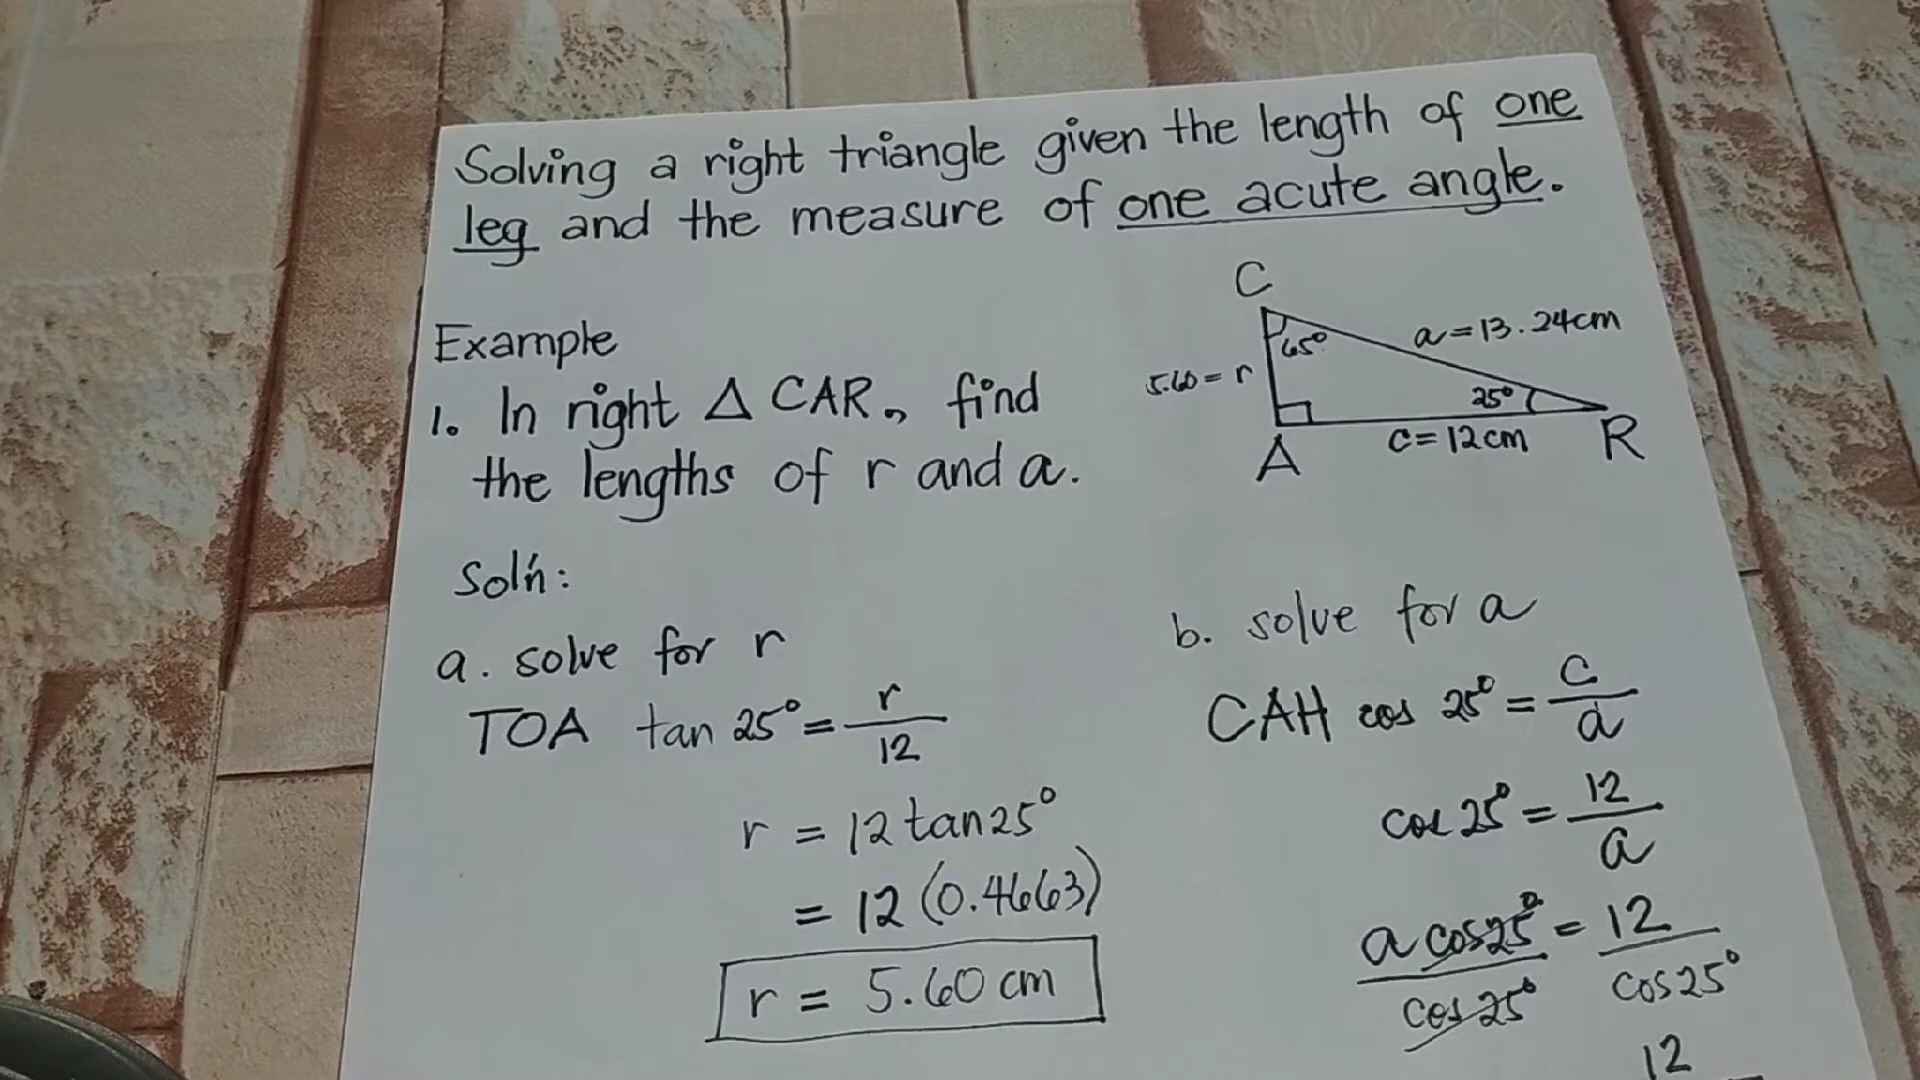 Solving a right triangle given the length of one
leg and the measure of one acute angle.
Example
1. In right △ CAR, find
the lengths of r and a.
C
65°
a = 13.24cm
5.60 = r
25°
A
c = 12cm
R
Sol'n:
a. solve for r
TOA tan 25° = r/12
r = 12 tan 25°
= 12 (0.4663)
r = 5.60 cm
b. solve for a
CAH cos 25° = c/a
cos 25° = 12/a
a cos 25°/cos 25° = 12/cos 25°
12